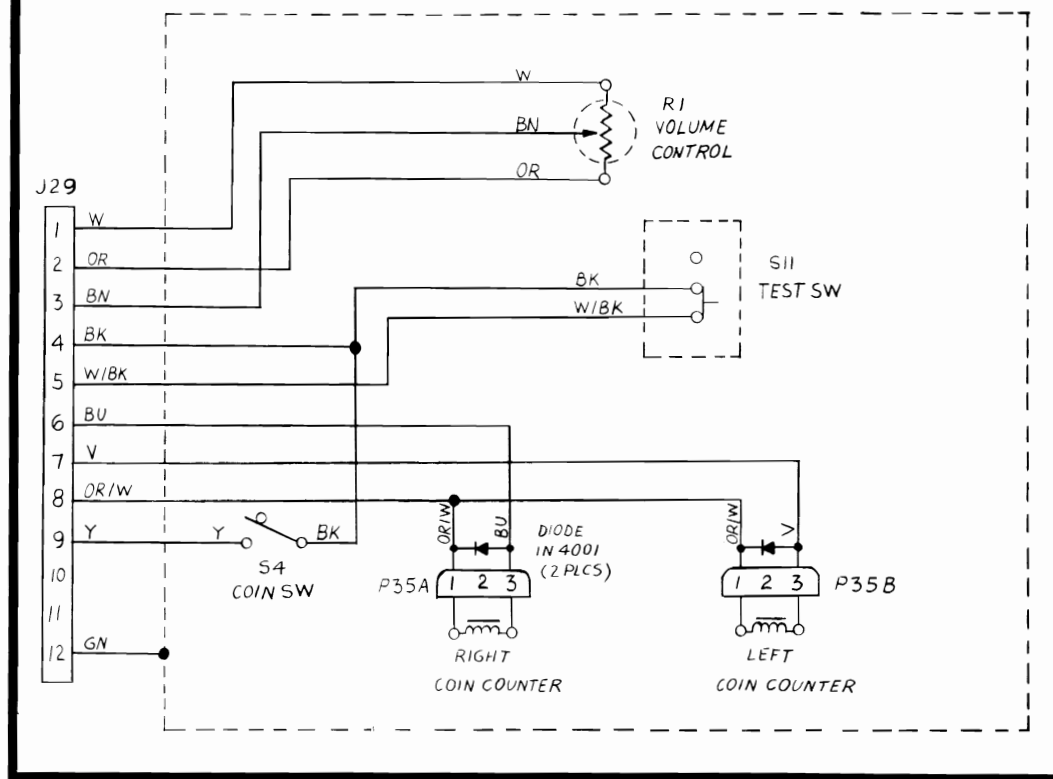 W
R1
VOLUME
CONTROL
BN
OR
J29
1 W
2 OR
3 BN
4 BK
5 W/BK
6 BU
7 V
8 OR/W
9 Y
10
11
12 GN
BK
W/BK
S11
TEST SW
Y
BK
S4
COIN SW
OR/W
BU
DIODE
IN 4001
(2 PLCS)
OR/W
V
P35A 1 2 3
1 2 3 P35B
RIGHT
COIN COUNTER
LEFT
COIN COUNTER